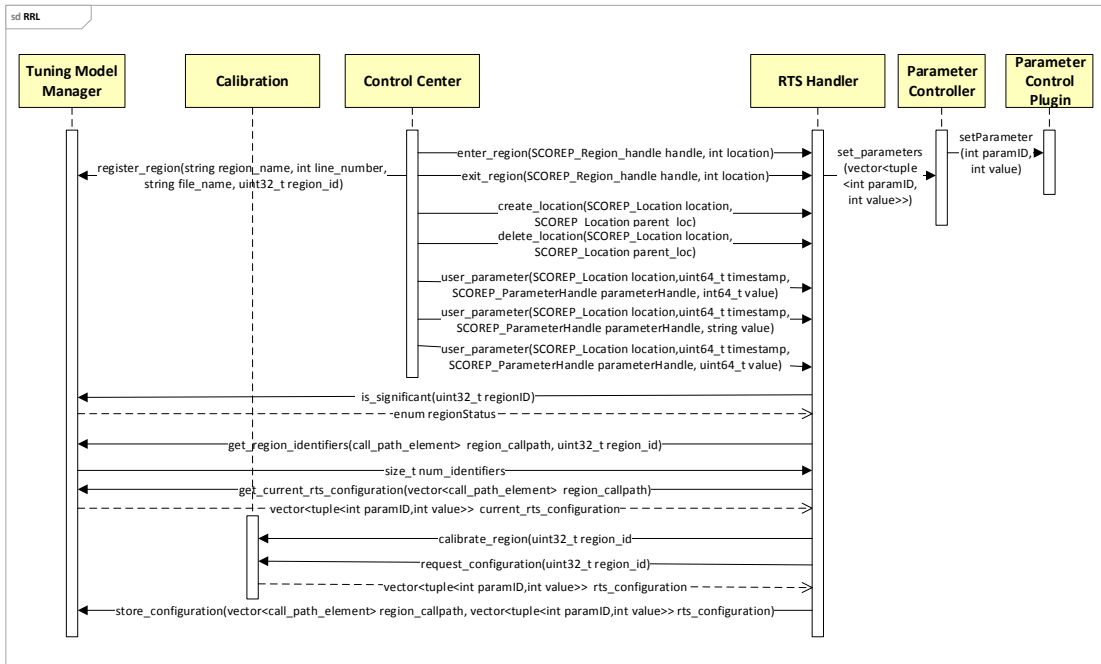 sd RRL
Tuning Model
Manager
Calibration
Control Center
RTS Handler
Parameter
Controller
Parameter
Control
Plugin
enter_region(SCOREP_Region_handle handle, int location)
register_region(string region_name, int line_number,
string file_name, uint32_t region_id)
exit_region(SCOREP_Region_handle handle, int location)
set_parameters
(vector<tuple
<int paramID,
int value>>)
setParameter
(int paramID,
int value)
create_location(SCOREP_Location location,
SCOREP_Location parent_loc)
delete_location(SCOREP_Location location,
SCOREP_Location parent_loc)
user_parameter(SCOREP_Location location,uint64_t timestamp,
SCOREP_ParameterHandle parameterHandle, int64_t value)
user_parameter(SCOREP_Location location,uint64_t timestamp,
SCOREP_ParameterHandle parameterHandle, string value)
user_parameter(SCOREP_Location location,uint64_t timestamp,
SCOREP_ParameterHandle parameterHandle, uint64_t value)
is_significant(uint32_t regionID)
enum regionStatus
get_region_identifiers(call_path_element> region_callpath, uint32_t region_id)
size_t num_identifiers
get_current_rts_configuration(vector<call_path_element> region_callpath)
vector<tuple<int paramID,int value>> current_rts_configuration
calibrate_region(uint32_t region_id
request_configuration(uint32_t region_id)
vector<tuple<int paramID,int value>> rts_configuration
store_configuration(vector<call_path_element> region_callpath, vector<tuple<int paramID,int value>> rts_configuration)